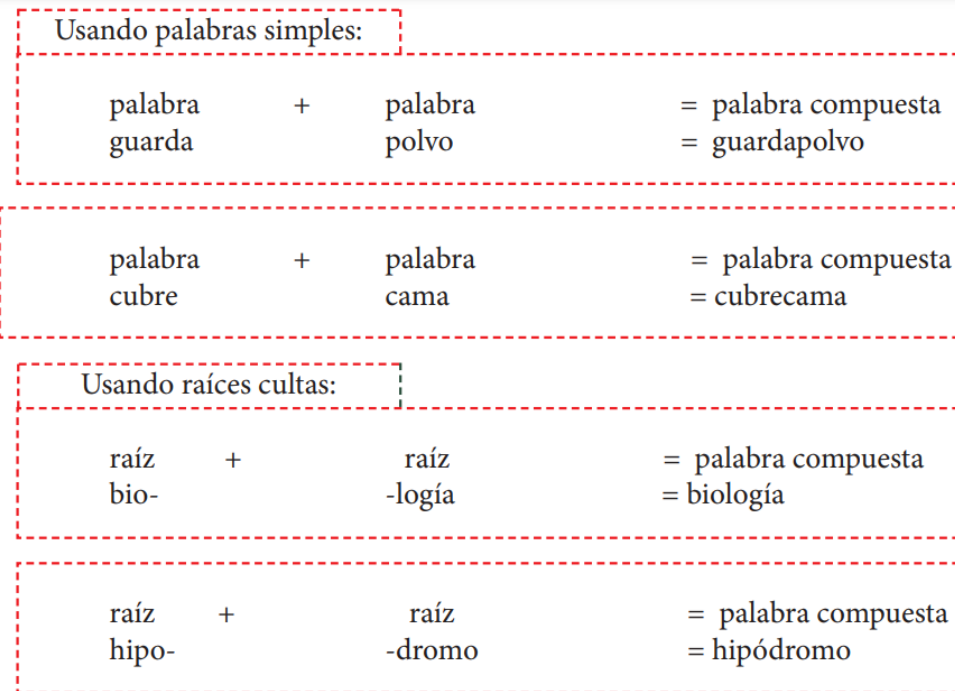 Usando palabras simples:
palabra + palabra = palabra compuesta
guarda polvo = guardapolvo
palabra + palabra = palabra compuesta
cubre cama = cubrecama
Usando raíces cultas:
raíz + raíz = palabra compuesta
bio- -logía = biología
raíz + raíz = palabra compuesta
hipo- -dromo = hipódromo